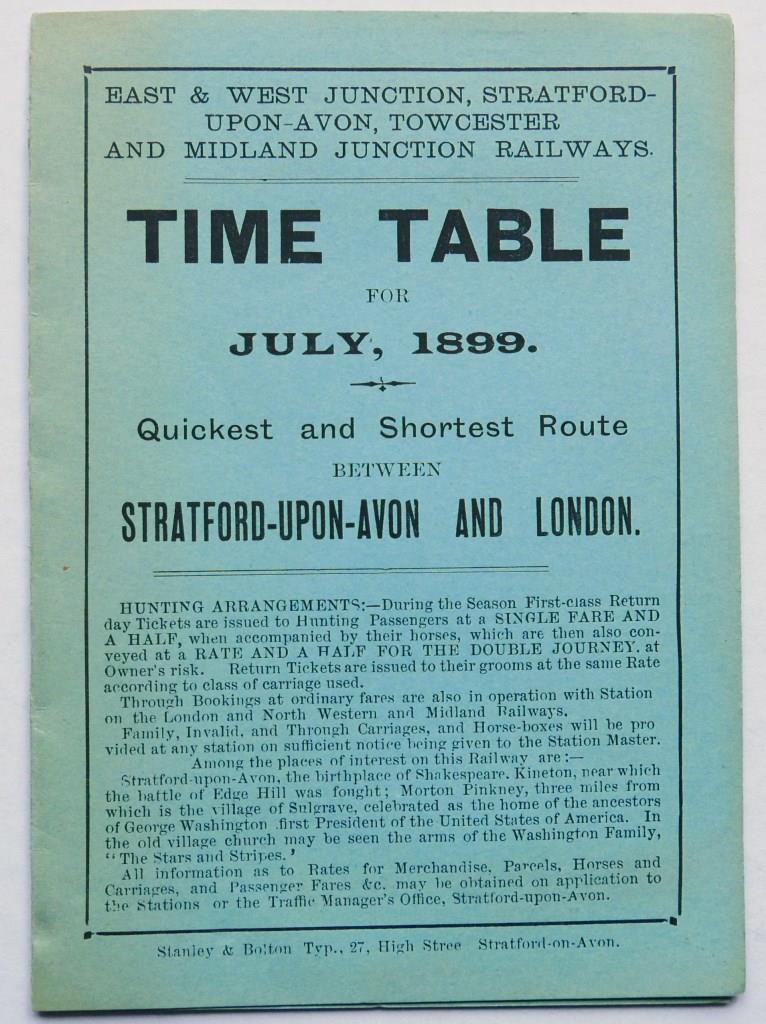 EAST & WEST JUNCTION, STRATFORD-
UPON-AVON, TOWCESTER
AND MIDLAND JUNCTION RAILWAYS.
TIME TABLE
FOR
JULY, 1899.
Quickest and Shortest Route
BETWEEN
STRATFORD-UPON-AVON AND LONDON.
HUNTING ARRANGEMENTS:—During the Season First-class Return
day Tickets are issued to Hunting Passengers at a SINGLE FARE AND
A HALF, when accompanied by their horses, which are then also con-
veyed at a RATE AND A HALF FOR THE DOUBLE JOURNEY, at
Owner's risk. Return Tickets are issued to their grooms at the same Rate
according to class of carriage used.
Through Bookings at ordinary fares are also in operation with Station
on the London and North Western and Midland Railways.
Family, Invalid, and Through Carriages, and Horse-boxes will be pro
vided at any station on sufficient notice being given to the Station Master.
Among the places of interest on this Railway are :—
Stratford-upon-Avon, the birthplace of Shakespeare. Kineton, near which
the battle of Edge Hill was fought; Morton Pinkney, three miles from
which is the village of Sulgrave, celebrated as the home of the ancestors
of George Washington .first President of the United States of America. In
the old village church may be seen the arms of the Washington Family,
"The Stars and Stripes.'
All information as to Rates for Merchandise, Parcels, Horses and
Carriages, and Passenger Fares &c. may be obtained on application to
the Stations or the Traffic Manager's Office, Stratford-upon-Avon.
Stanley & Bolton Typ., 27, High Stree Stratford-on-Avon.